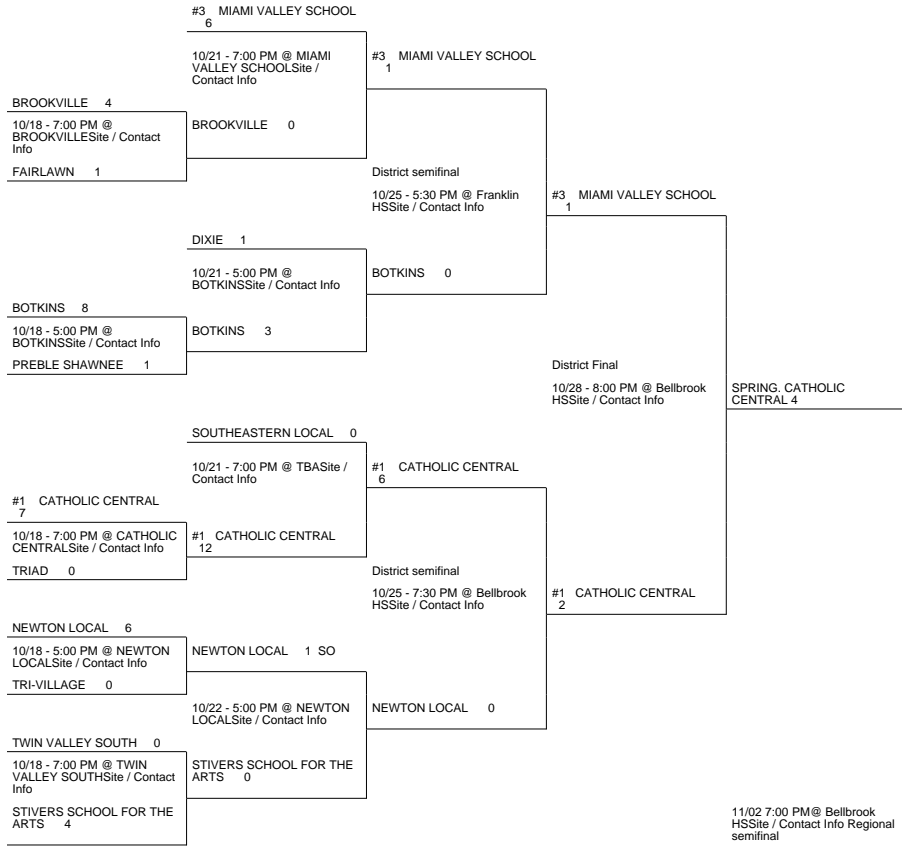 #3 MIAMI VALLEY SCHOOL
6
10/21 - 7:00 PM @ MIAMI
VALLEY SCHOOLSite /
Contact Info
#3 MIAMI VALLEY SCHOOL
1
BROOKVILLE 4
10/18 - 7:00 PM @
BROOKVILLESite / Contact
Info
BROOKVILLE 0
FAIRLAWN 1
District semifinal
10/25 - 5:30 PM @ Franklin
HSSite / Contact Info
#3 MIAMI VALLEY SCHOOL
1
DIXIE 1
10/21 - 5:00 PM @
BOTKINSSite / Contact Info
BOTKINS 0
BOTKINS 8
10/18 - 5:00 PM @
BOTKINSSite / Contact Info
BOTKINS 3
PREBLE SHAWNEE 1
District Final
10/28 - 8:00 PM @ Bellbrook
HSSite / Contact Info
SPRING. CATHOLIC
CENTRAL 4
SOUTHEASTERN LOCAL 0
10/21 - 7:00 PM @ TBASite /
Contact Info
#1 CATHOLIC CENTRAL
6
#1 CATHOLIC CENTRAL
7
10/18 - 7:00 PM @ CATHOLIC
CENTRALSite / Contact Info
#1 CATHOLIC CENTRAL
12
TRIAD 0
District semifinal
10/25 - 7:30 PM @ Bellbrook
HSSite / Contact Info
#1 CATHOLIC CENTRAL
2
NEWTON LOCAL 6
10/18 - 5:00 PM @ NEWTON
LOCALSite / Contact Info
NEWTON LOCAL 1 SO
TRI-VILLAGE 0
10/22 - 5:00 PM @ NEWTON
LOCALSite / Contact Info
NEWTON LOCAL 0
TWIN VALLEY SOUTH 0
10/18 - 7:00 PM @ TWIN
VALLEY SOUTHSite / Contact
Info
STIVERS SCHOOL FOR THE
ARTS 0
STIVERS SCHOOL FOR THE
ARTS 4
11/02 7:00 PM@ Bellbrook
HSSite / Contact Info Regional
semifinal